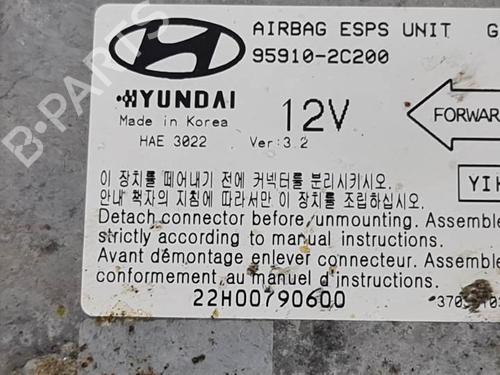 AIRBAG ESPS UNIT G
95910-2C200
HYUNDAI
Made in Korea
HAE 3022
12V
Ver:3.2
FORWAR
YIH
이 장치를 떼어내기 전에 커넥터를 분리시키시오.
안내 책자의 지침에 따라서만 이 장치를 조립하십시오.
Detach connector before unmounting. Assemble
strictly according to manual instructions.
Avant démontage enlever connecteur. Assemble
conformement au manuel d'instructions.
22H00790600
B-PARTS